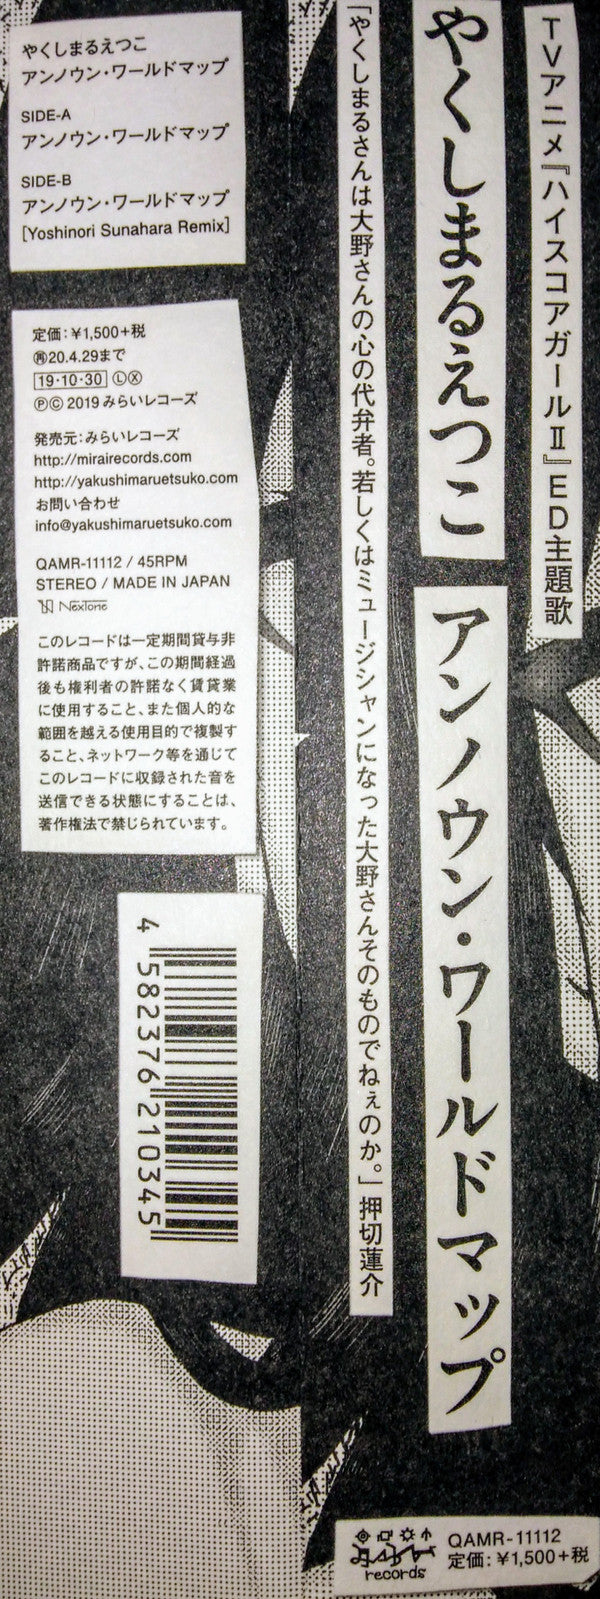 TVアニメ『ハイスコアガールⅡ』ED主題歌
やくしまるえつこ
アンノウン・ワールドマップ
「やくしまるさんは大野さんの心の代弁者。若しくはミュージシャンになった大野さんそのものでねぇのか。」押切蓮介
やくしまるえつこ
アンノウン・ワールドマップ
SIDE-A
アンノウン・ワールドマップ
SIDE-B
アンノウン・ワールドマップ
[Yoshinori Sunahara Remix]
定価:¥1,500+税
㋐20.4.29まで
19・10・30 ⓁⓍ
Ⓟ© 2019 みらいレコーズ
発売元:みらいレコーズ
http://mirairecords.com
http://yakushimaruetsuko.com
お問い合わせ
info@yakushimaruetsuko.com
QAMR-11112 / 45RPM
STEREO / MADE IN JAPAN
NexTone
このレコードは一定期間貸与非
許諾商品ですが、この期間経過
後も権利者の許諾なく賃貸業
に使用すること、また個人的な
範囲を越える使用目的で複製す
ること、ネットワーク等を通じて
このレコードに収録された音を
送信できる状態にすることは、
著作権法で禁じられています。
4 582376 210345
records
QAMR-11112
定価:¥1,500+税